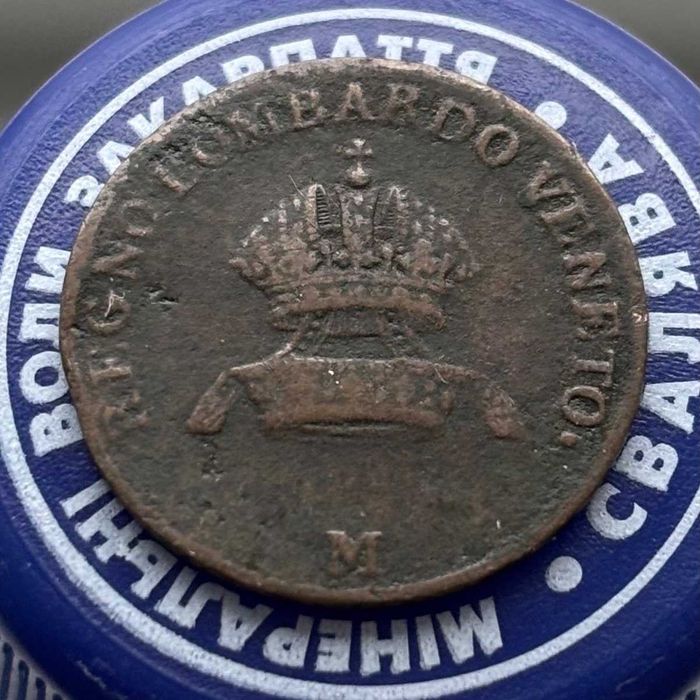 REGNO LOMBARDO VENETO.
M
МІНЕРАЛЬНІ ВОДИ ЗАКАРПАТТЯ • СВАЛЯВА •